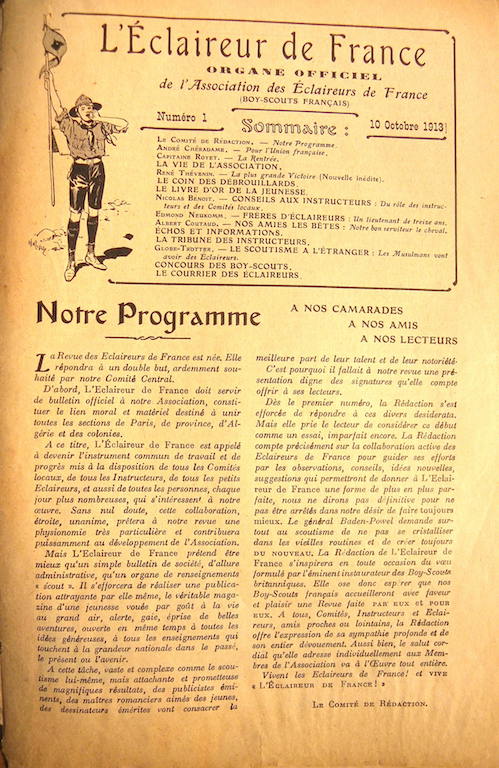 L'Éclaireur de France
ORGANE OFFICIEL
de l'Association des Éclaireurs de France
(BOY-SCOUTS FRANÇAIS)
Numéro 1
Sommaire :
10 Octobre 1913
LE COMITÉ DE RÉDACTION. — Notre Programme.
ANDRÉ CHÉRADAME. — Pour l'Union française.
CAPITAINE ROYET. — La Rentrée.
LA VIE DE L'ASSOCIATION.
RENÉ THÉVENIN. — La plus grande Victoire (Nouvelle inédite).
LE COIN DES DÉBROUILLARDS.
LE LIVRE D'OR DE LA JEUNESSE.
NICOLAS BENOIT. — CONSEILS AUX INSTRUCTEURS : Du rôle des instruc-
teurs et des Comités locaux.
EDMOND NEUKOMM. — FRÈRES D'ÉCLAIREURS : Un lieutenant de treize ans.
ALBERT COUTAUD. — NOS AMIES LES BÊTES : Notre bon serviteur le cheval.
ÉCHOS ET INFORMATIONS.
LA TRIBUNE DES INSTRUCTEURS.
GLOBE-TROTTER. — LE SCOUTISME A L'ÉTRANGER : Les Musulmans vont
avoir des Eclaireurs.
CONCOURS DES BOY-SCOUTS.
LE COURRIER DES ÉCLAIREURS.
Notre Programme
A NOS CAMARADES
A NOS AMIS
A NOS LECTEURS
La Revue des Eclaireurs de France est née. Elle
répondra à un double but, ardemment sou-
haité par notre Comité Central.
D'abord, L'Eclaireur de France doit servir
de bulletin officiel à notre Association, consti-
tuer le lien moral et matériel destiné à unir
toutes les sections de Paris, de province, d'Al-
gérie et des colonies.
A ce titre, L'Eclaireur de France est appelé
à devenir l'instrument commun de travail et de
progrès mis à la disposition de tous les Comités
locaux, de tous les Instructeurs, de tous les petits
Eclaireurs, et aussi de toutes les personnes, chaque
jour plus nombreuses, qui s'intéressent à notre
œuvre. Sans nul doute, cette collaboration,
étroite, unanime, prêtera à notre revue une
physionomie très particulière et contribuera
puissamment au développement de l'Association.
Mais L'Eclaireur de France prétend être
mieux qu'un simple bulletin de société, d'allure
administrative, qu'un organe de renseignements
« scout ». Il s'efforcera de réaliser une publica-
tion attrayante par elle même, le véritable maga-
zine d'une jeunesse vouée par goût à la vie
au grand air, alerte, gaie, éprise de belles
aventures, ouverte en même temps à toutes les
idées généreuses, à tous les enseignements qui
touchent à la grandeur nationale dans le passé,
le présent ou l'avenir.
A cette tâche, vaste et complexe comme le scou-
tisme lui-même, mais attachante et prometteuse
de magnifiques résultats, des publicistes émi-
nents, des maîtres romanciers aimés des jeunes,
des dessinateurs émérites vont consacrer la
meilleure part de leur talent et de leur notoriété.
C'est pourquoi il fallait à notre revue une pré-
sentation digne des signatures qu'elle compte
offrir à ses lecteurs.
Dès le premier numéro, la Rédaction s'est
efforcée de répondre à ces divers desiderata.
Mais elle prie le lecteur de considérer ce début
comme un essai, imparfait encore. La Rédaction
compte précisément sur la collaboration active des
Eclaireurs de France pour guider ses efforts
par les observations, conseils, idées nouvelles,
suggestions qui permettront de donner à L'Eclai-
reur de France une forme de plus en plus par-
faite, nous ne dirons pas définitive pour ne
pas être arrêtés dans notre désir de faire toujours
mieux. Le général Baden-Powel demande sur-
tout au scoutisme de ne pas se cristalliser
dans les vieilles routines et de créer toujours
DU NOUVEAU. La Rédaction de L'Eclaireur de
France s'inspirera en toute occasion du vœu
formulé par l'éminent instaurateur des Boy-Scouts
britanniques. Elle ose donc espérer que nos
Boy-Scouts français accueilleront avec faveur
et plaisir une Revue faite PAR EUX et POUR
EUX. A tous, Comités, Instructeurs et Eclai-
reurs, amis proches ou lointains, la Rédaction
offre l'expression de sa sympathie profonde et de
son entier dévouement. Aussi bien, le salut cor-
dial qu'elle adresse individuellement aux Mem-
bres de l'Association va à l'Œuvre tout entière.
Vivent les Eclaireurs de France! et VIVE
« L'ÉCLAIREUR DE FRANCE! »
LE COMITÉ DE RÉDACTION.